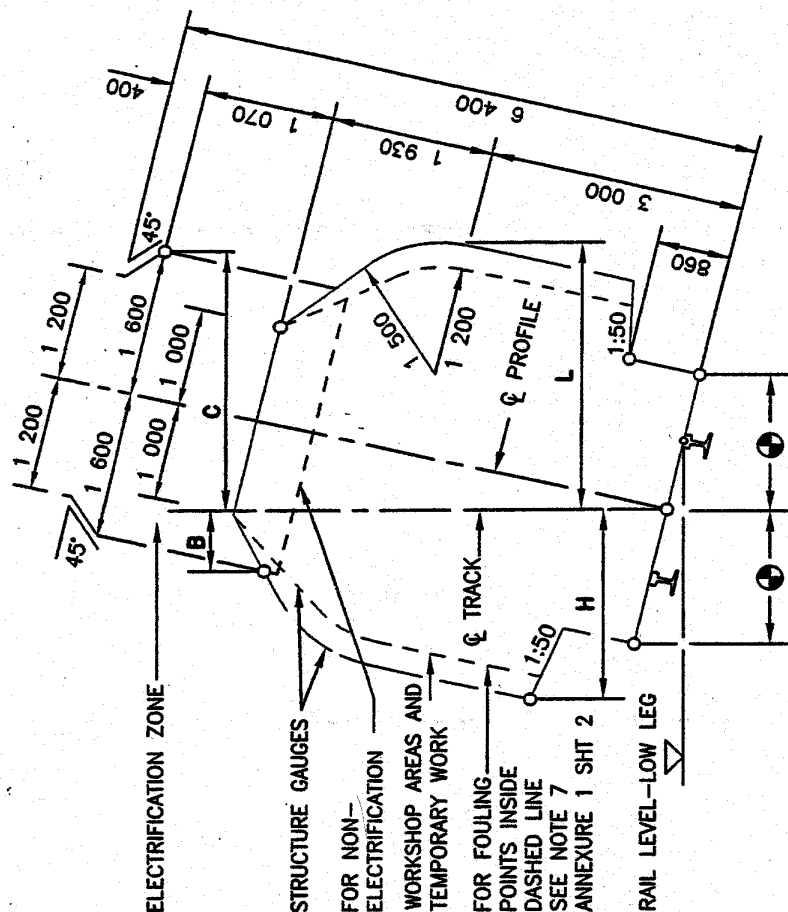 400
1 200
1 200
1 600
1 600
1 000
1 000
45°
45°
C
B
1 070
1 930
6 400
3 000
860
1:50
1 500
1 200
℄ PROFILE
L
℄ TRACK
H
1:50
ELECTRIFICATION ZONE
STRUCTURE GAUGES
FOR NON-
ELECTRIFICATION
WORKSHOP AREAS AND
TEMPORARY WORK
FOR FOULING
POINTS INSIDE
DASHED LINE
SEE NOTE 7
ANNEXURE 1 SHT 2
RAIL LEVEL-LOW LEG